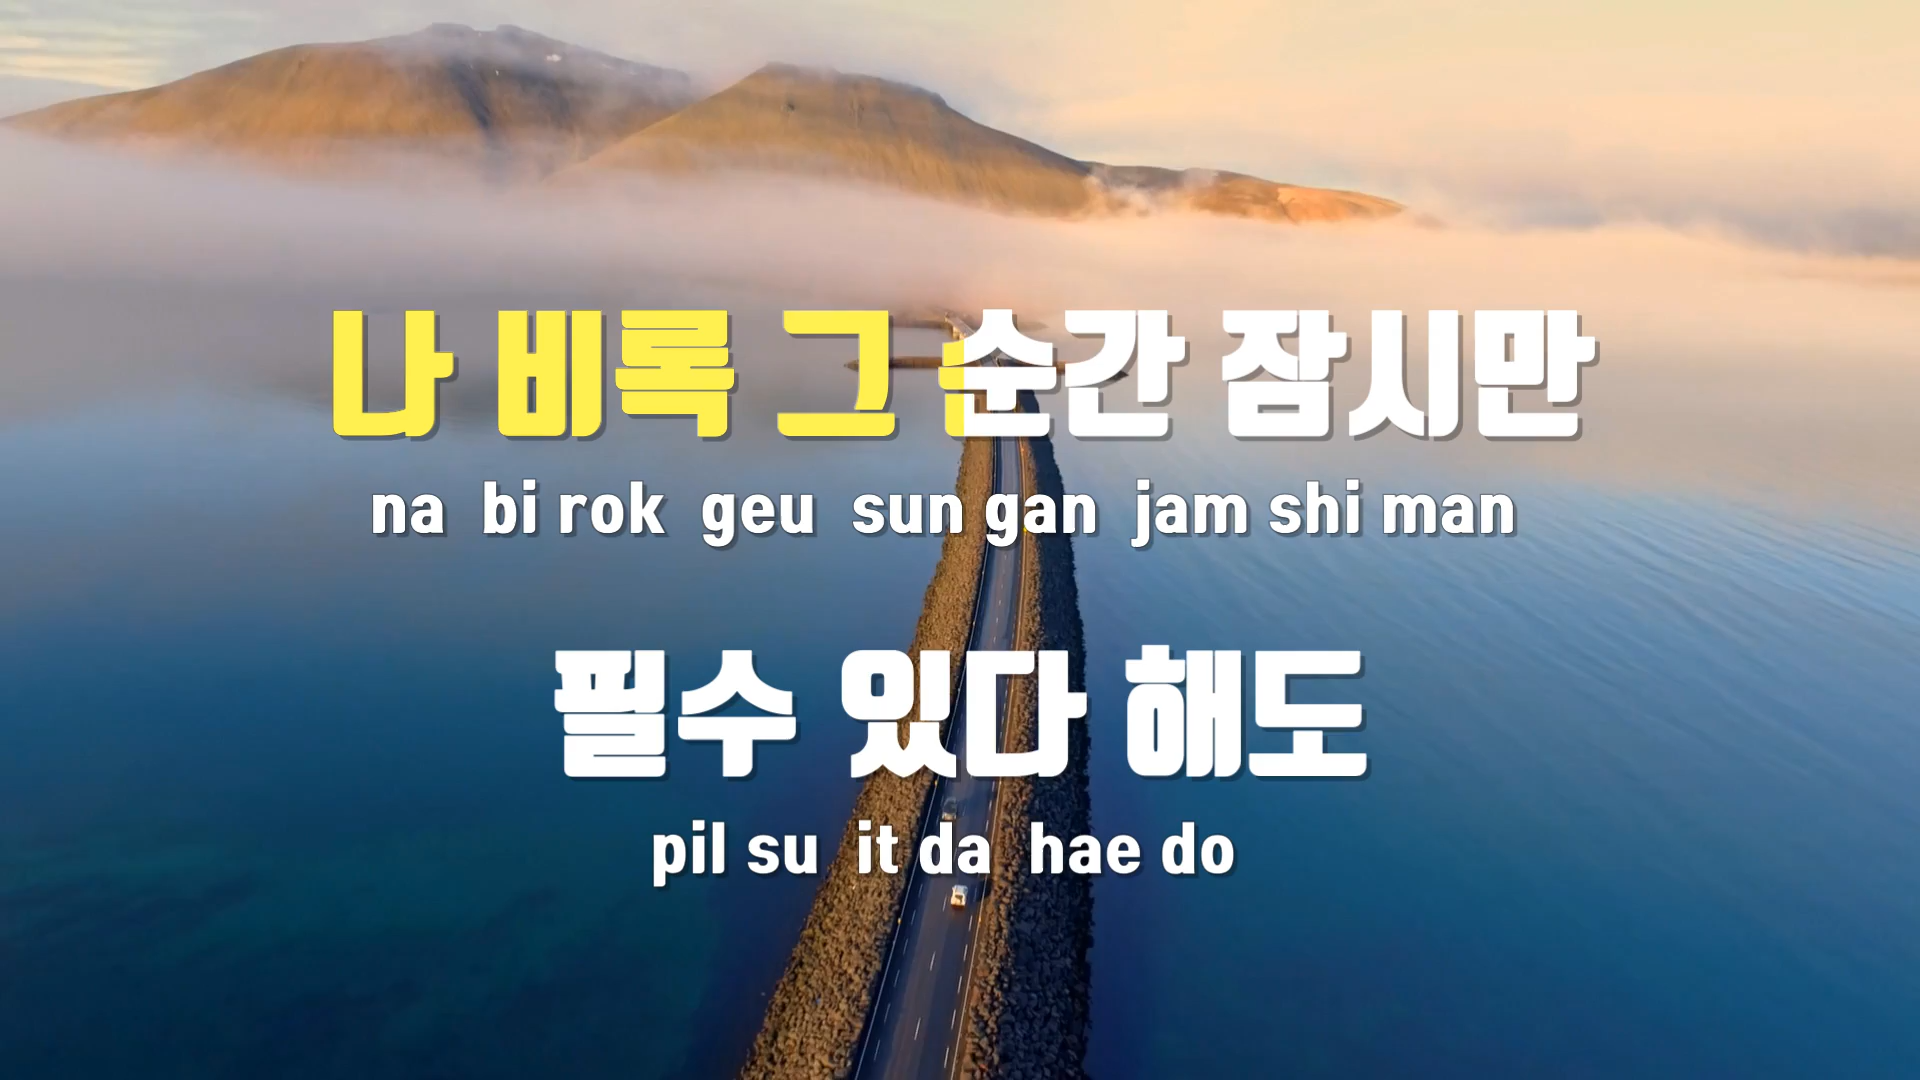 나 비록 그 순간 잠시만
na bi rok geu sun gan jam shi man
필수 있다 해도
pil su it da hae do